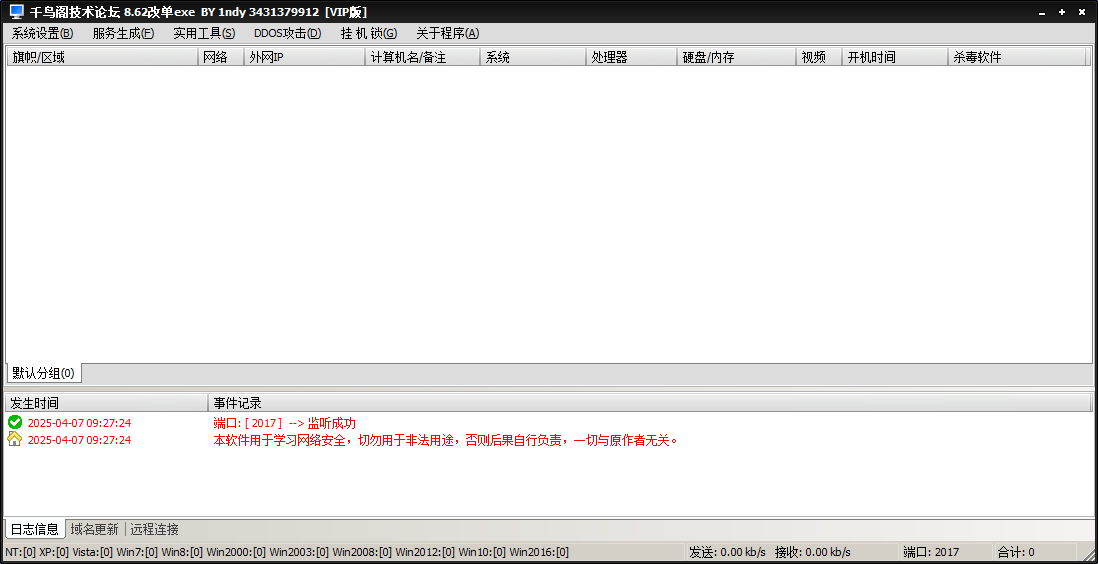 千鸟阁技术论坛 8.62改单exe BY 1ndy 3431379912 [VIP版]
系统设置(B) 服务生成(F) 实用工具(S) DDOS攻击(D) 挂 机 锁(G) 关于程序(A)
旗帜/区域 网络 外网IP 计算机名/备注 系统 处理器 硬盘/内存 视频 开机时间 杀毒软件
默认分组(0)
发生时间 事件记录
2025-04-07 09:27:24 端口: [ 2017 ] --> 监听成功
2025-04-07 09:27:24 本软件用于学习网络安全，切勿用于非法用途，否则后果自行负责，一切与原作者无关。
日志信息 域名更新 远程连接
NT:[0] XP:[0] Vista:[0] Win7:[0] Win8:[0] Win2000:[0] Win2003:[0] Win2008:[0] Win2012:[0] Win10:[0] Win2016:[0] 发送: 0.00 kb/s 接收: 0.00 kb/s 端口: 2017 合计: 0